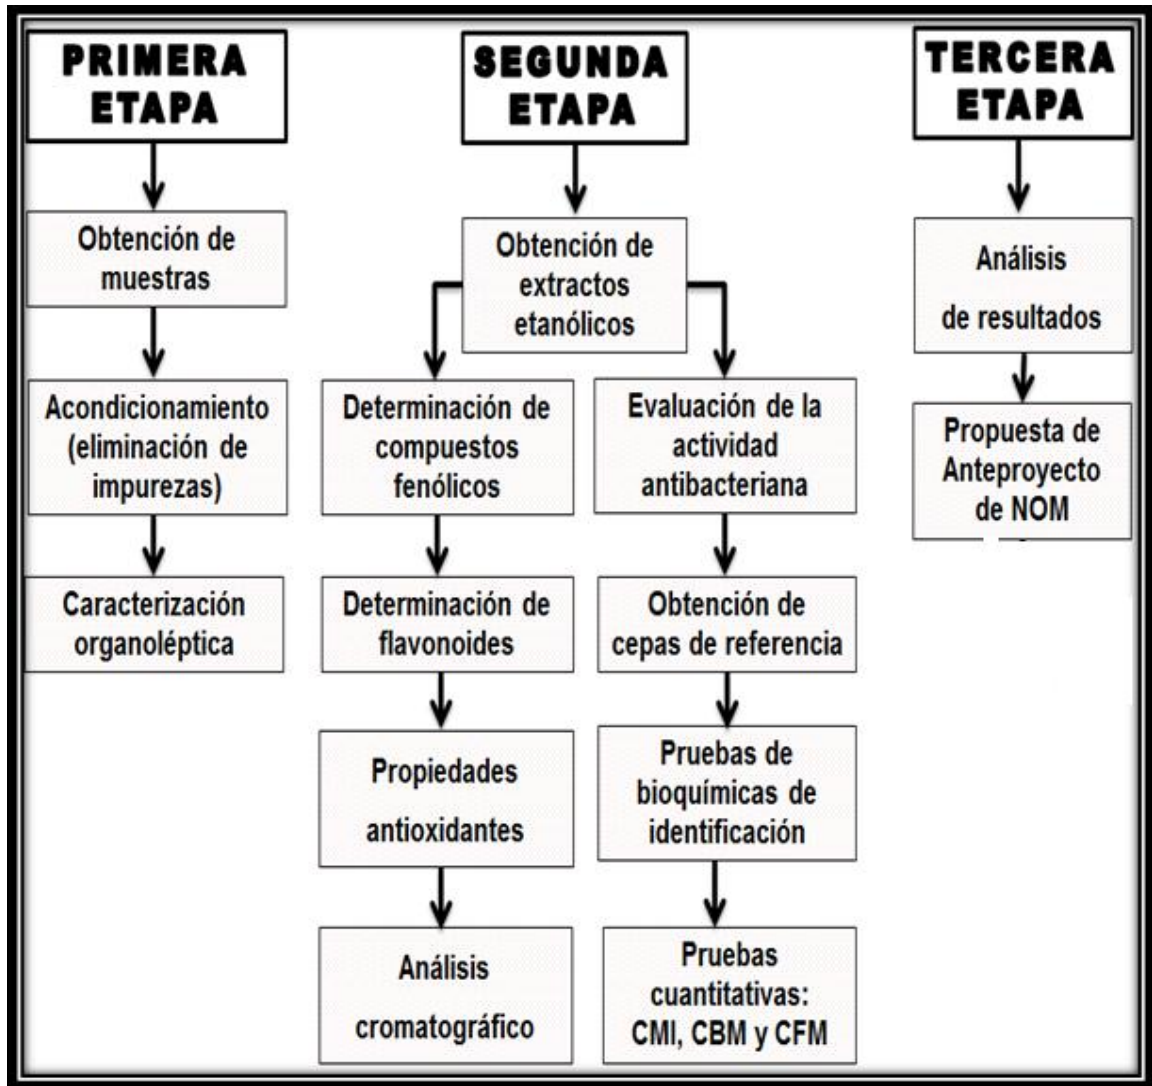 PRIMERA
ETAPA
Obtención de
muestras
Acondicionamiento
(eliminación de
impurezas)
Caracterización
organoléptica
SEGUNDA
ETAPA
Obtención de
extractos
etanólicos
Determinación de
compuestos
fenólicos
Determinación de
flavonoides
Propiedades
antioxidantes
Análisis
cromatográfico
Evaluación de la
actividad
antibacteriana
Obtención de
cepas de referencia
Pruebas de
bioquímicas de
identificación
Pruebas
cuantitativas:
CMI, CBM y CFM
TERCERA
ETAPA
Análisis
de resultados
Propuesta de
Anteproyecto
de NOM